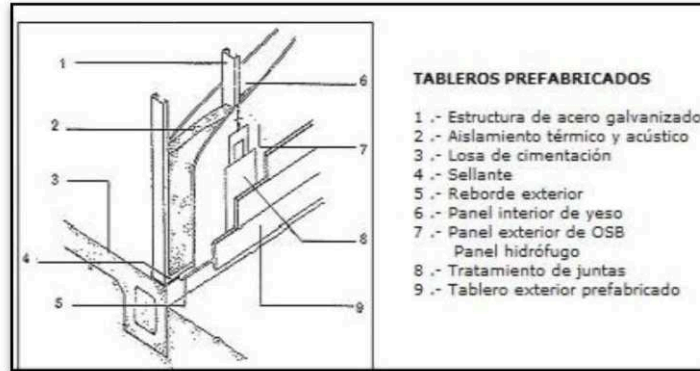 1
2
3
4
5
6
7
8
9
TABLEROS PREFABRICADOS
1 .- Estructura de acero galvanizado
2 .- Aislamiento térmico y acústico
3 .- Losa de cimentación
4 .- Sellante
5 .- Reborde exterior
6 .- Panel interior de yeso
7 .- Panel exterior de OSB
Panel hidrófugo
8 .- Tratamiento de juntas
9 .- Tablero exterior prefabricado